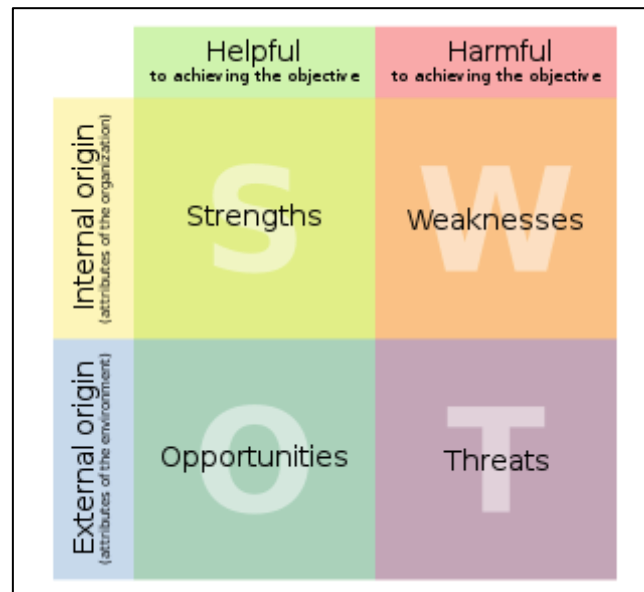 Helpful
to achieving the objective
Harmful
to achieving the objective
Internal origin
(attributes of the organization)
S
Strengths
W
Weaknesses
External origin
(attributes of the environment)
O
Opportunities
T
Threats